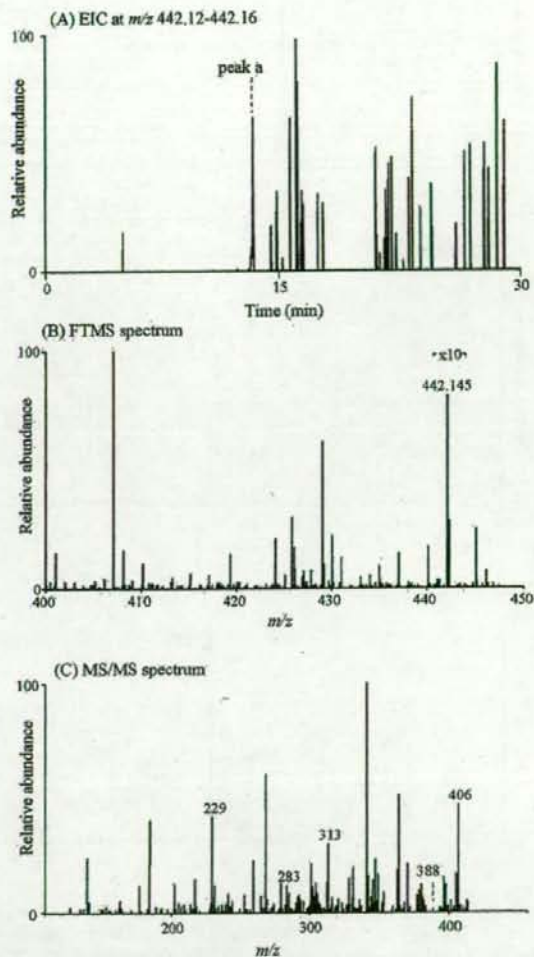 (A) EIC at m/z 442.12-442.16
100
peak a
Relative abundance
0
15
30
Time (min)
(B) FTMS spectrum
100
x10
442.145
Relative abundance
0
400
410
420
430
440
450
m/z
(C) MS/MS spectrum
100
406
229
313
388
283
Relative abundance
0
200
300
400
m/z